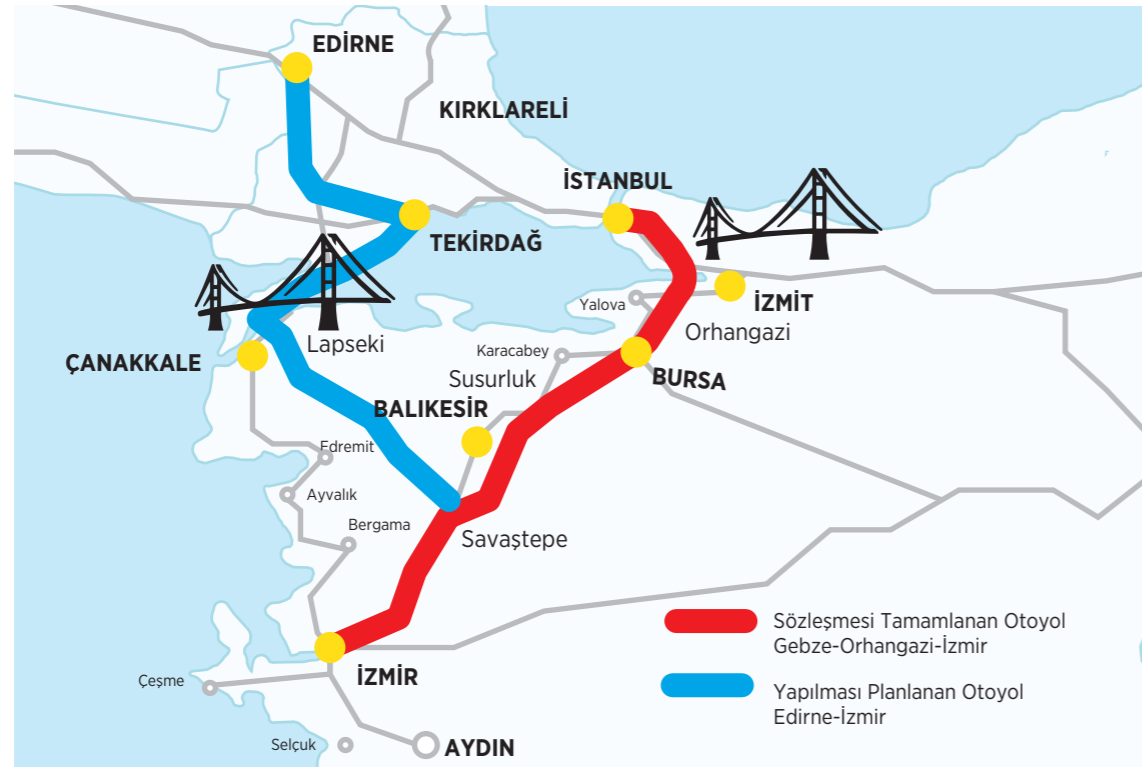 EDİRNE
KIRKLARELİ
İSTANBUL
TEKİRDAĞ
İZMİT
Yalova
Orhangazi
Lapseki
Karacabey
ÇANAKKALE
Susurluk
BURSA
BALIKESİR
Edremit
Ayvalık
Bergama
Savaştepe
Sözleşmesi Tamamlanan Otoyol
Gebze-Orhangazi-İzmir
İZMİR
Çeşme
Yapılması Planlanan Otoyol
Edirne-İzmir
Selçuk
AYDIN